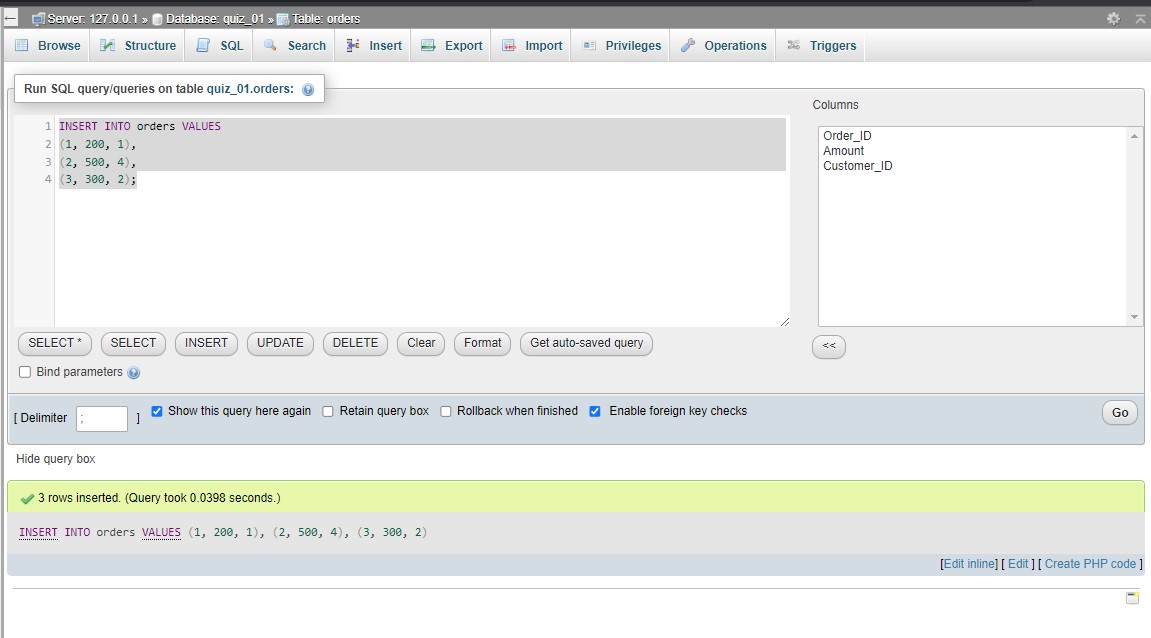 Server: 127.0.0.1 » Database: quiz_01 » Table: orders
Browse Structure SQL Search Insert Export Import Privileges Operations Triggers
Run SQL query/queries on table quiz_01.orders:
Columns
1 INSERT INTO orders VALUES
2 (1, 200, 1),
3 (2, 500, 4),
4 (3, 300, 2);
Order_ID
Amount
Customer_ID
SELECT * SELECT INSERT UPDATE DELETE Clear Format Get auto-saved query <<
Bind parameters
[ Delimiter ; ] Show this query here again Retain query box Rollback when finished Enable foreign key checks Go
Hide query box
3 rows inserted. (Query took 0.0398 seconds.)
INSERT INTO orders VALUES (1, 200, 1), (2, 500, 4), (3, 300, 2)
[Edit inline] [ Edit ] [ Create PHP code ]